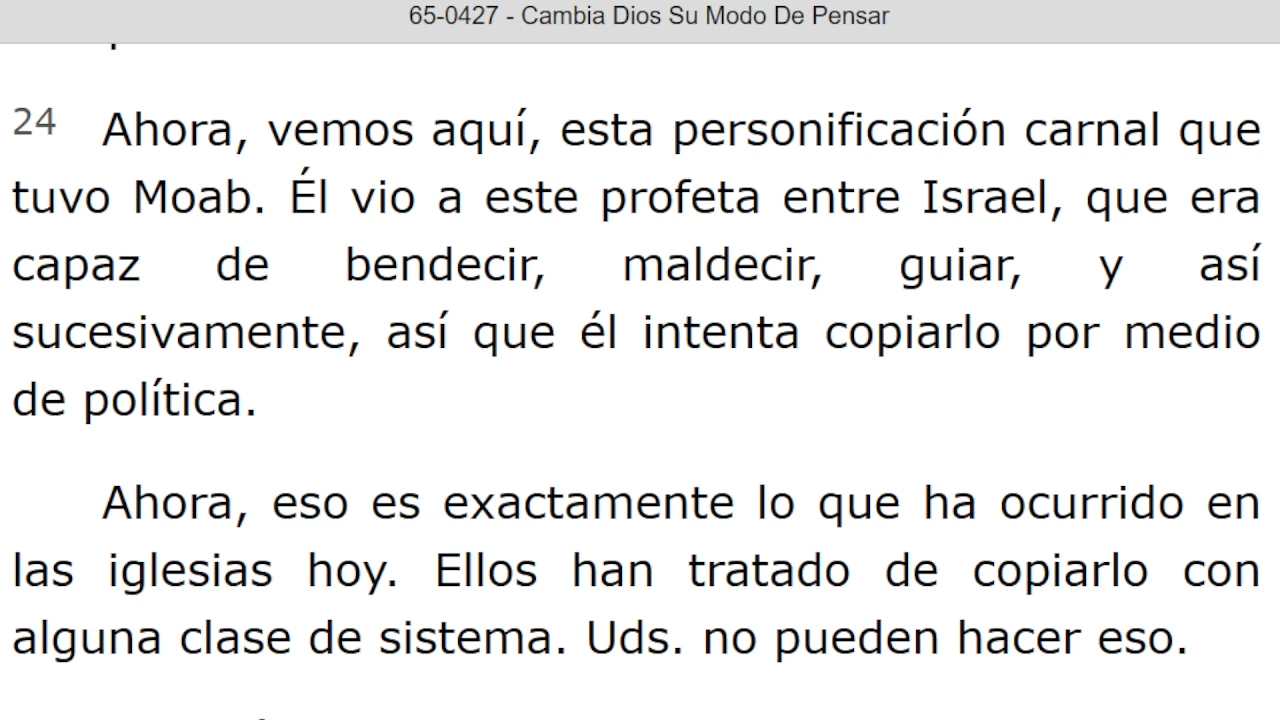 65-0427 - Cambia Dios Su Modo De Pensar
24 Ahora, vemos aquí, esta personificación carnal que
tuvo Moab. Él vio a este profeta entre Israel, que era
capaz de bendecir, maldecir, guiar, y así
sucesivamente, así que él intenta copiarlo por medio
de política.
Ahora, eso es exactamente lo que ha ocurrido en
las iglesias hoy. Ellos han tratado de copiarlo con
alguna clase de sistema. Uds. no pueden hacer eso.